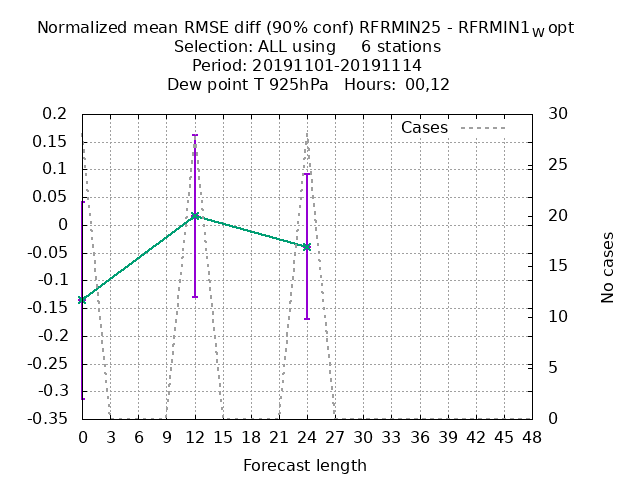 Normalized mean RMSE diff (90% conf) RFRMIN25 - RFRMIN1wopt
Selection: ALL using 6 stations
Period: 20191101-20191114
Dew point T 925hPa Hours: 00,12
Cases
0.2
0.15
0.1
0.05
0
-0.05
-0.1
-0.15
-0.2
-0.25
-0.3
-0.35
30
25
20
15
10
5
0
No cases
0 3 6 9 12 15 18 21 24 27 30 33 36 39 42 45 48
Forecast length